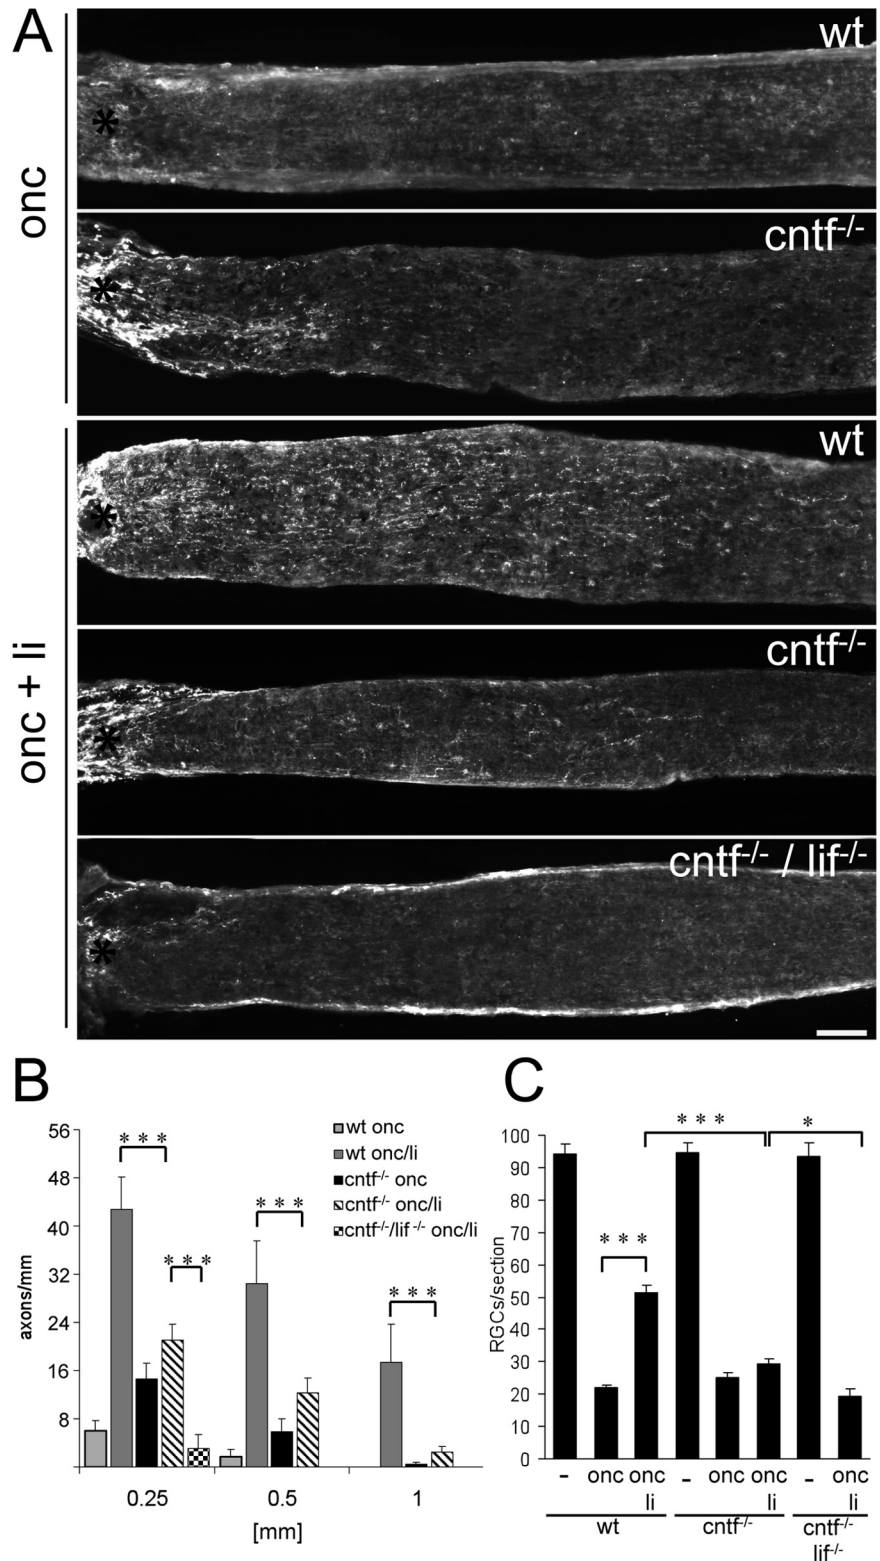 A
onc
wt
*
cntf-/-
*
onc + li
wt
*
cntf-/-
*
cntf-/- / lif-/-
*
B
56
48
40
32
24
16
8
axons/mm
* * *
* * *
* * *
* * *
wt onc
wt onc/li
cntf-/- onc
cntf-/- onc/li
cntf-/-/lif-/- onc/li
0.25 0.5 1
[mm]
C
100
90
80
70
60
50
40
30
20
10
0
RGCs/section
* * *
* * *
*
- onc onc - onc onc - onc
li li li
wt cntf-/- cntf-/-
lif-/-